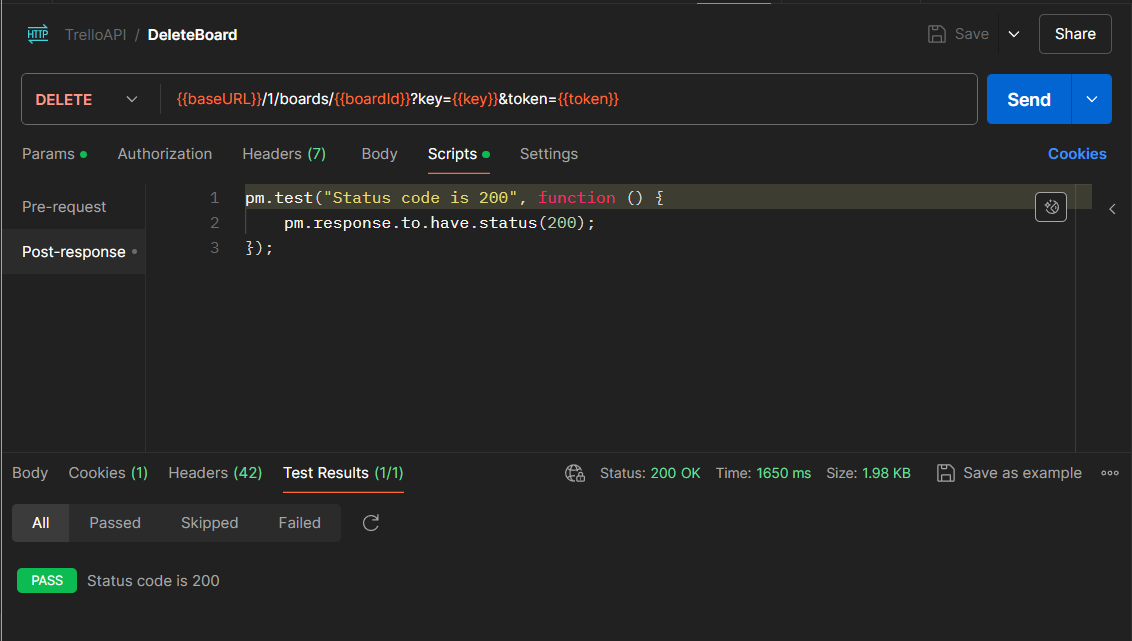 HTTP TrelloAPI / DeleteBoard Save Share
DELETE {{baseURL}}/1/boards/{{boardId}}?key={{key}}&token={{token}} Send
Params Authorization Headers (7) Body Scripts Settings Cookies
Pre-request
Post-response
1 pm.test("Status code is 200", function () {
2 pm.response.to.have.status(200);
3 });
Body Cookies (1) Headers (42) Test Results (1/1) Status: 200 OK Time: 1650 ms Size: 1.98 KB Save as example
All Passed Skipped Failed
PASS Status code is 200